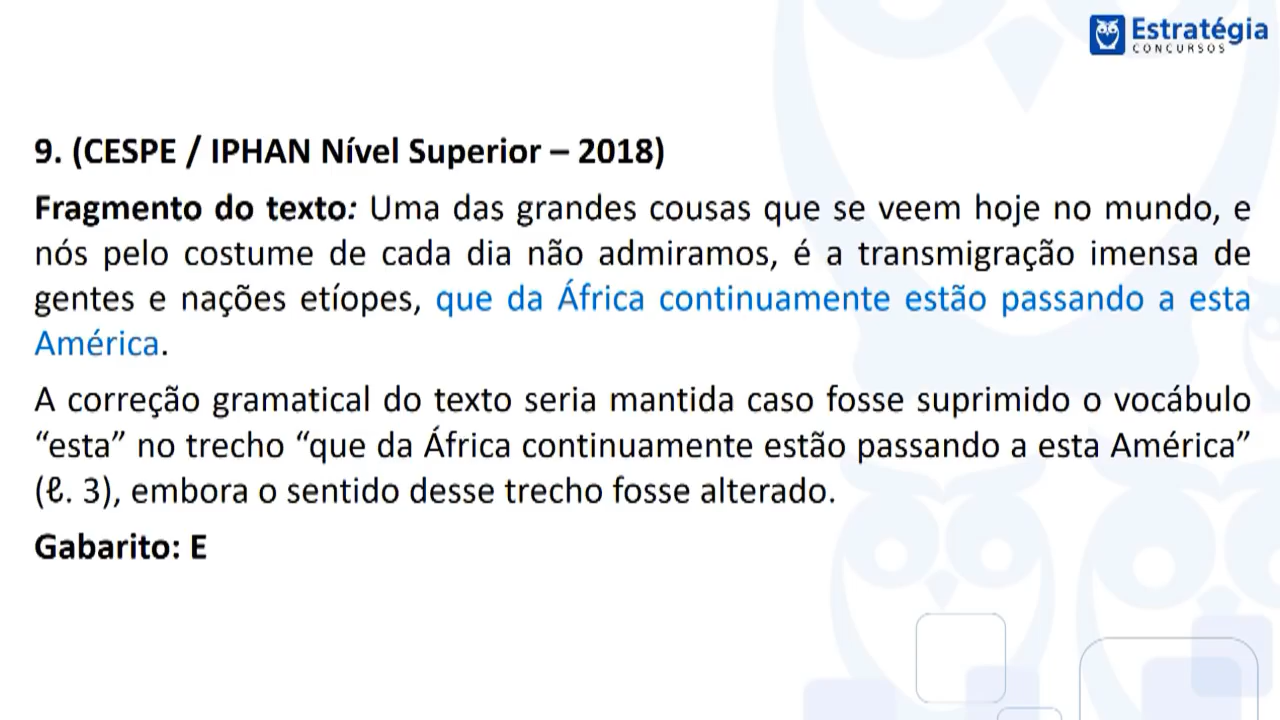 Estratégia
CONCURSOS
9. (CESPE / IPHAN Nível Superior – 2018)
Fragmento do texto: Uma das grandes cousas que se veem hoje no mundo, e
nós pelo costume de cada dia não admiramos, é a transmigração imensa de
gentes e nações etíopes, que da África continuamente estão passando a esta
América.
A correção gramatical do texto seria mantida caso fosse suprimido o vocábulo
“esta” no trecho “que da África continuamente estão passando a esta América”
(ℓ. 3), embora o sentido desse trecho fosse alterado.
Gabarito: E